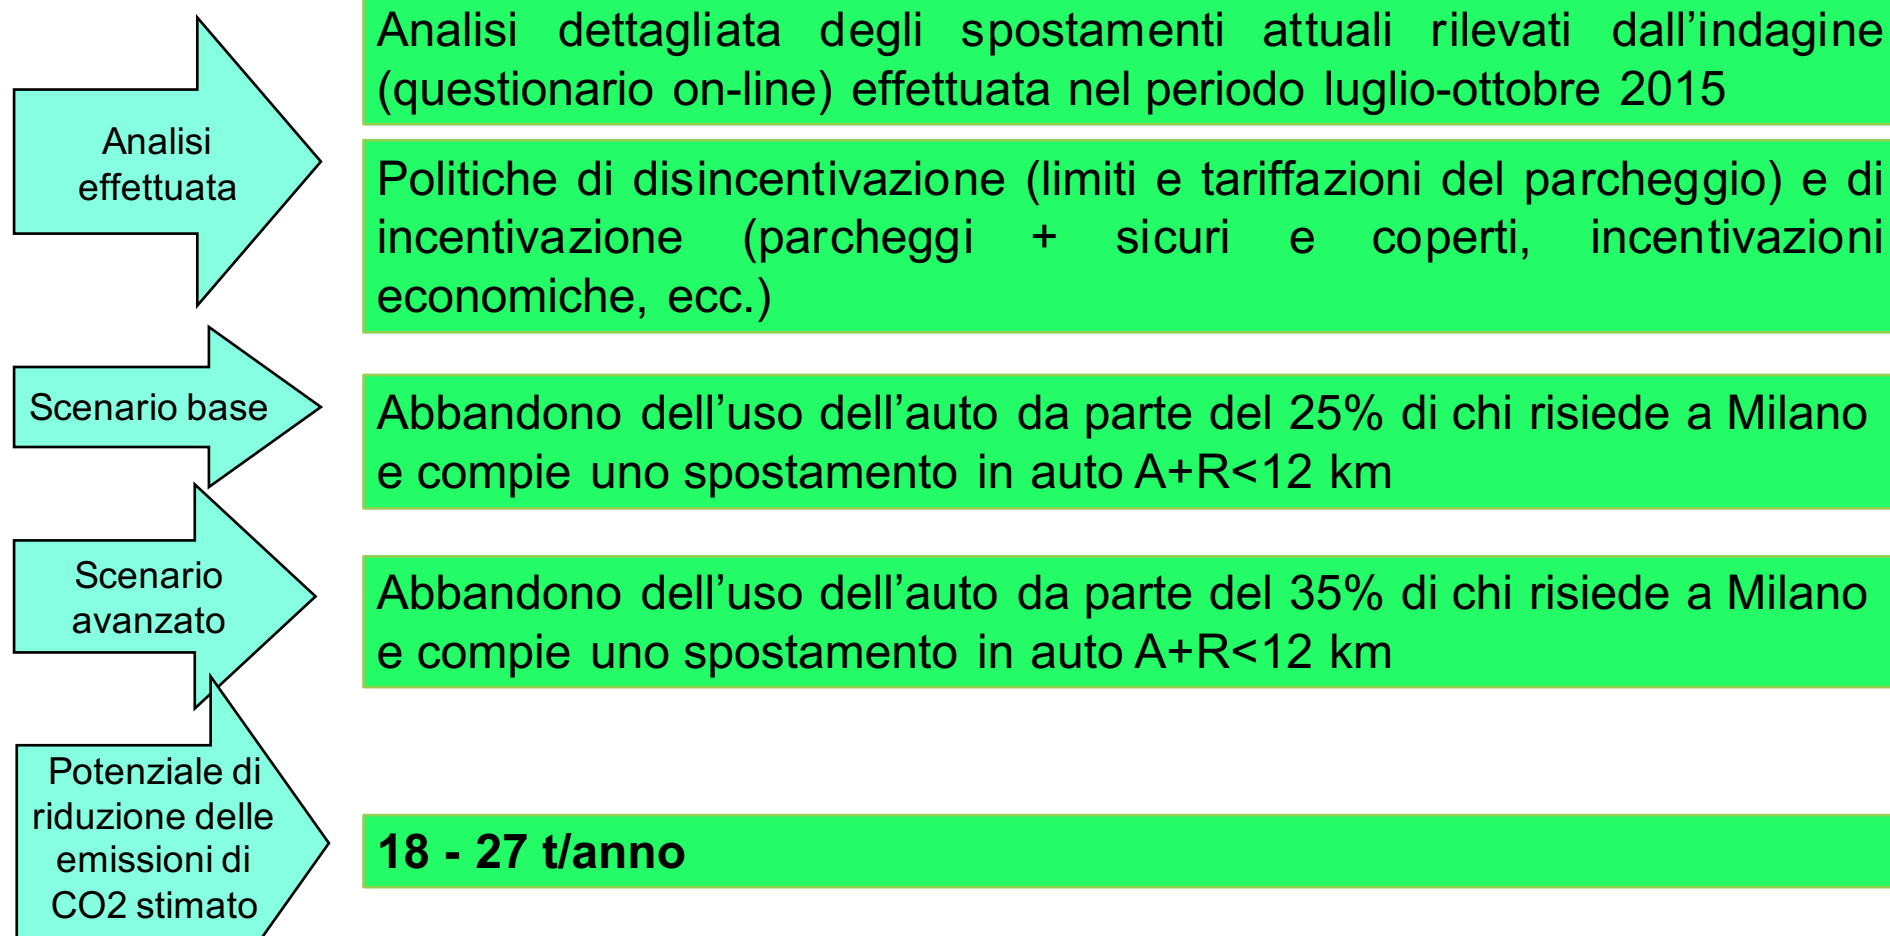 Analisi
effettuata
Analisi dettagliata degli spostamenti attuali rilevati dall’indagine
(questionario on-line) effettuata nel periodo luglio-ottobre 2015
Politiche di disincentivazione (limiti e tariffazioni del parcheggio) e di
incentivazione (parcheggi + sicuri e coperti, incentivazioni
economiche, ecc.)
Scenario base
Abbandono dell’uso dell’auto da parte del 25% di chi risiede a Milano
e compie uno spostamento in auto A+R<12 km
Scenario
avanzato
Abbandono dell’uso dell’auto da parte del 35% di chi risiede a Milano
e compie uno spostamento in auto A+R<12 km
Potenziale di
riduzione delle
emissioni di
CO2 stimato
18 - 27 t/anno